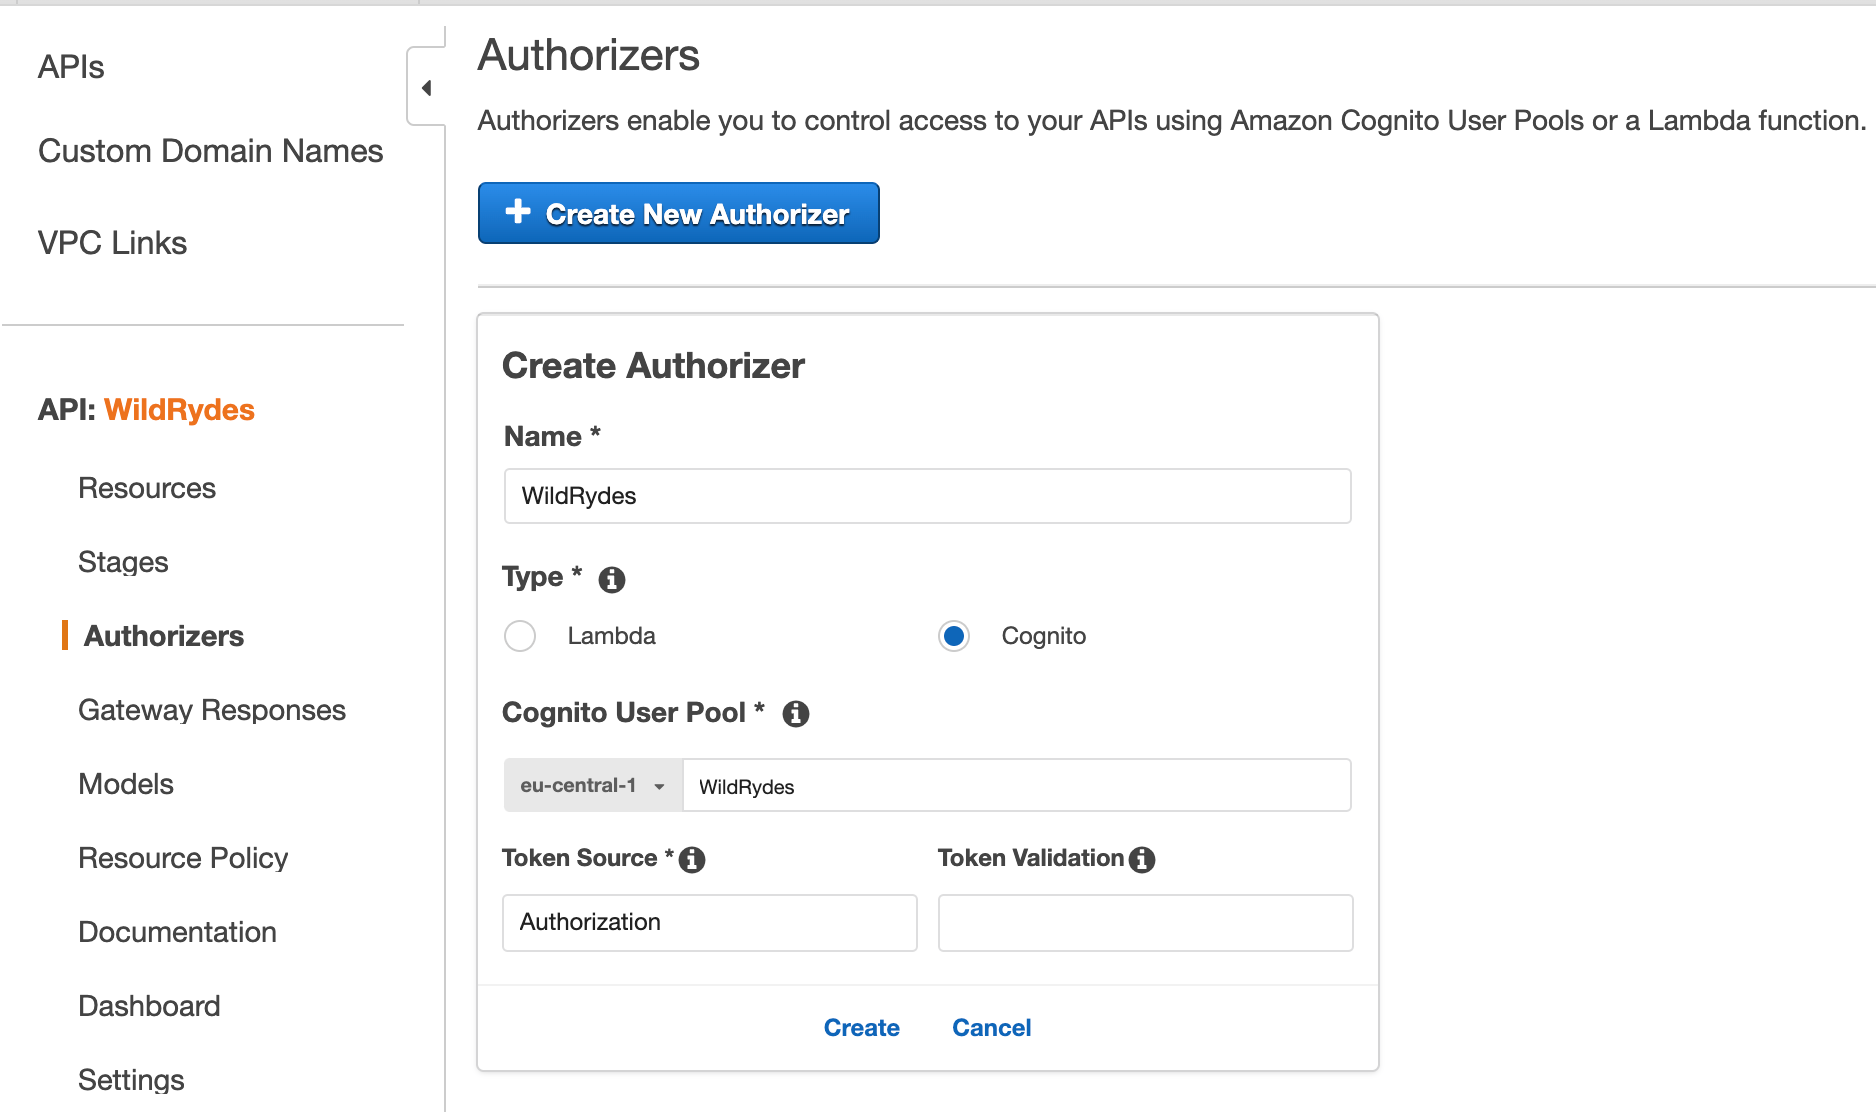 APIs
Custom Domain Names
VPC Links
API: WildRydes
Resources
Stages
Authorizers
Gateway Responses
Models
Resource Policy
Documentation
Dashboard
Settings
Authorizers
Authorizers enable you to control access to your APIs using Amazon Cognito User Pools or a Lambda function.
+ Create New Authorizer
Create Authorizer
Name *
WildRydes
Type *
Lambda Cognito
Cognito User Pool *
eu-central-1 WildRydes
Token Source * Token Validation
Authorization
Create Cancel